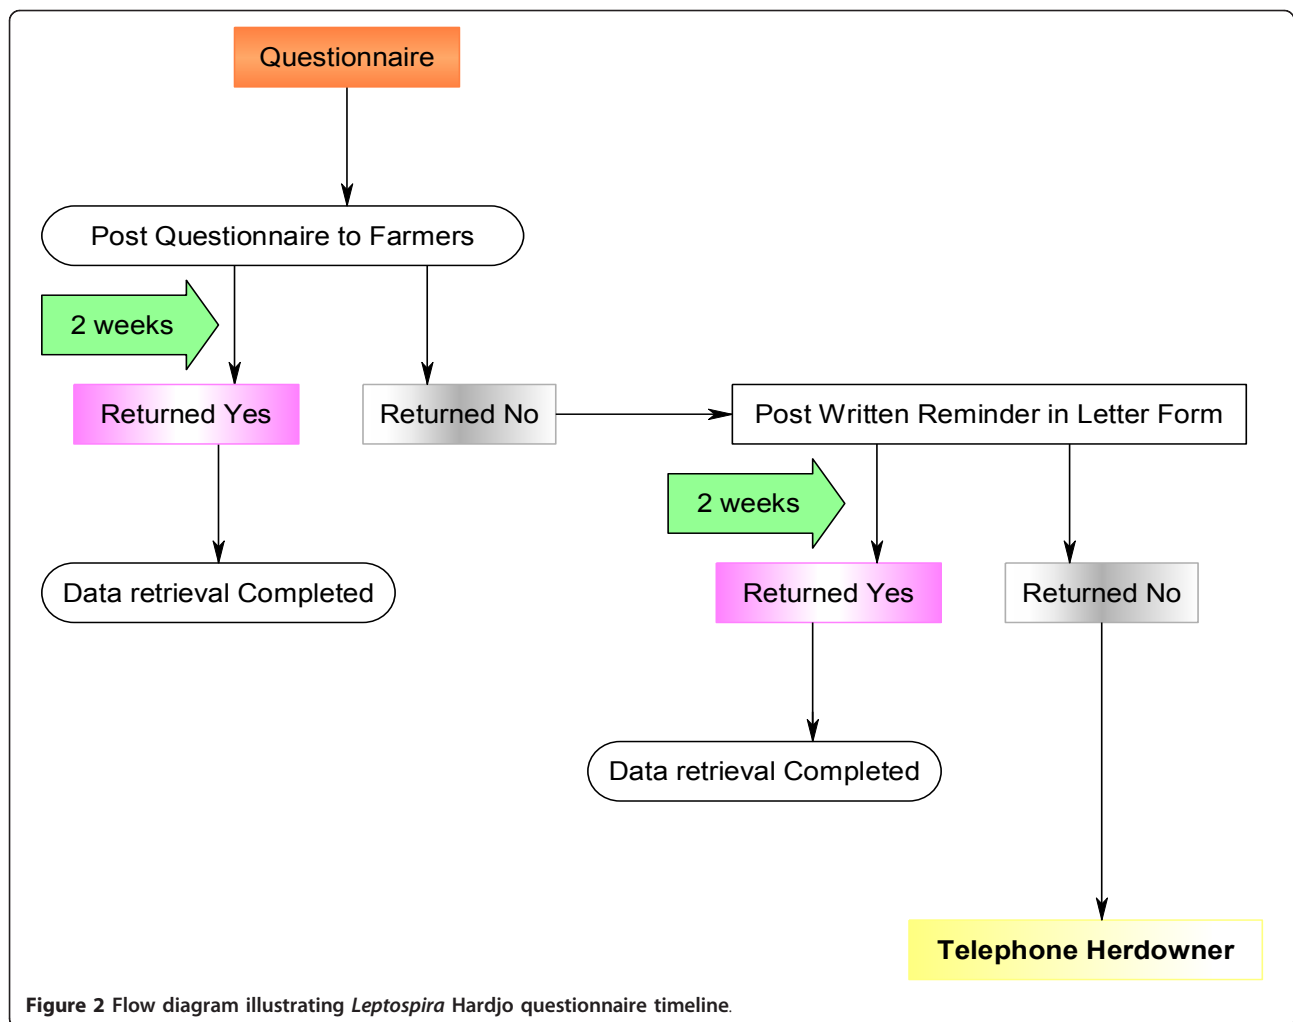 Questionnaire
Post Questionnaire to Farmers
2 weeks
Returned Yes
Returned No
Post Written Reminder in Letter Form
2 weeks
Data retrieval Completed
Returned Yes
Returned No
Data retrieval Completed
Telephone Herdowner
Figure 2 Flow diagram illustrating Leptospira Hardjo questionnaire timeline.